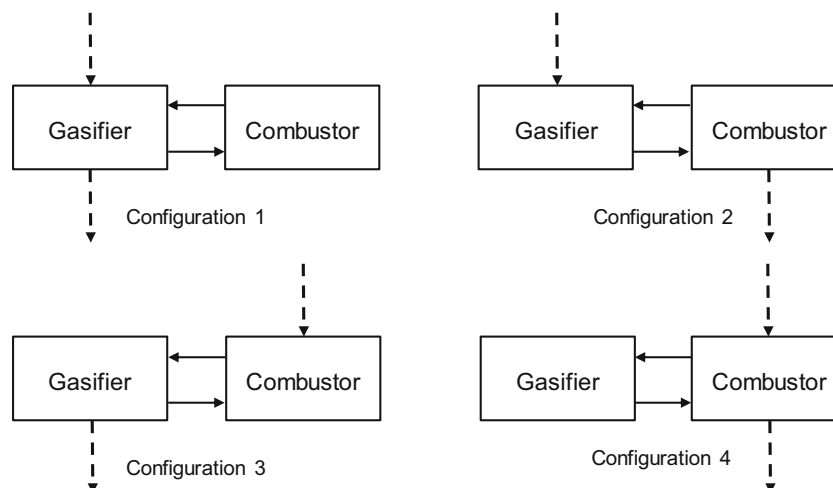 Gasifier Combustor
Gasifier Combustor
Configuration 1
Configuration 2
Gasifier Combustor
Gasifier Combustor
Configuration 3
Configuration 4